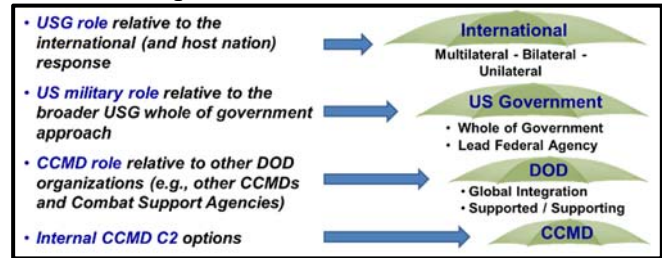 • USG role relative to the
international (and host nation)
response
International
Multilateral - Bilateral -
Unilateral
• US military role relative to the
broader USG whole of government
approach
US Government
• Whole of Government
• Lead Federal Agency
• CCMD role relative to other DOD
organizations (e.g., other CCMDs
and Combat Support Agencies)
DOD
• Global Integration
• Supported / Supporting
• Internal CCMD C2 options
CCMD